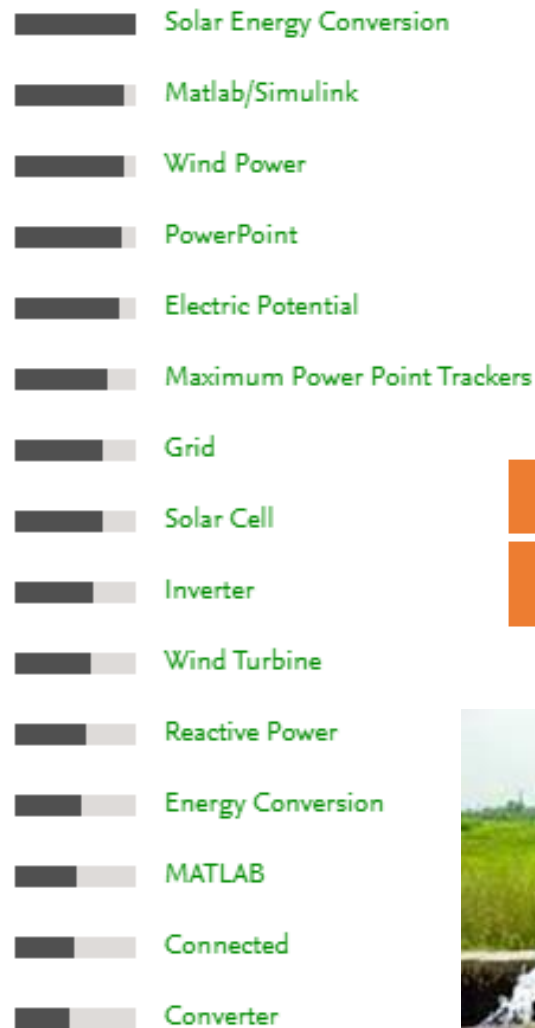 Solar Energy Conversion
Matlab/Simulink
Wind Power
PowerPoint
Electric Potential
Maximum Power Point Trackers
Grid
Solar Cell
Inverter
Wind Turbine
Reactive Power
Energy Conversion
MATLAB
Connected
Converter